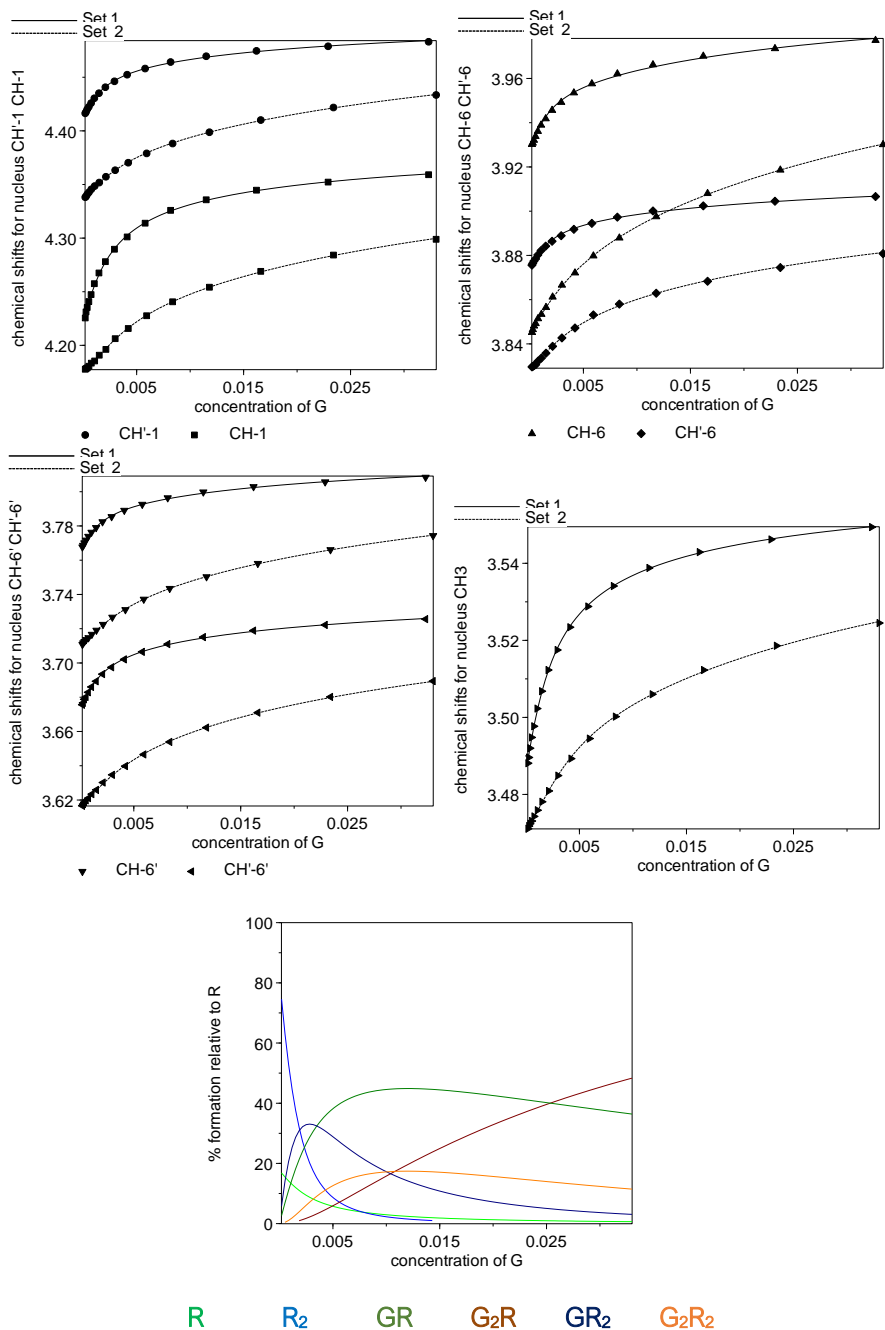 Set 1
Set 2
chemical shifts for nucleus CH'-1 CH-1
4.40
4.30
4.20
0.005
0.015
0.025
concentration of G
CH'-1
CH-1
Set 1
Set 2
chemical shifts for nucleus CH-6 CH'-6
3.96
3.92
3.88
3.84
0.005
0.015
0.025
concentration of G
CH-6
CH'-6
Set 1
Set 2
chemical shifts for nucleus CH-6' CH'-6'
3.78
3.74
3.70
3.66
3.62
0.005
0.015
0.025
concentration of G
CH-6'
CH'-6'
Set 1
Set 2
chemical shifts for nucleus CH3
3.54
3.52
3.50
3.48
0.005
0.015
0.025
concentration of G
CH3
% formation relative to R
100
80
60
40
20
0
0.005
0.015
0.025
concentration of G
R R₂ GR G₂R GR₂ G₂R₂